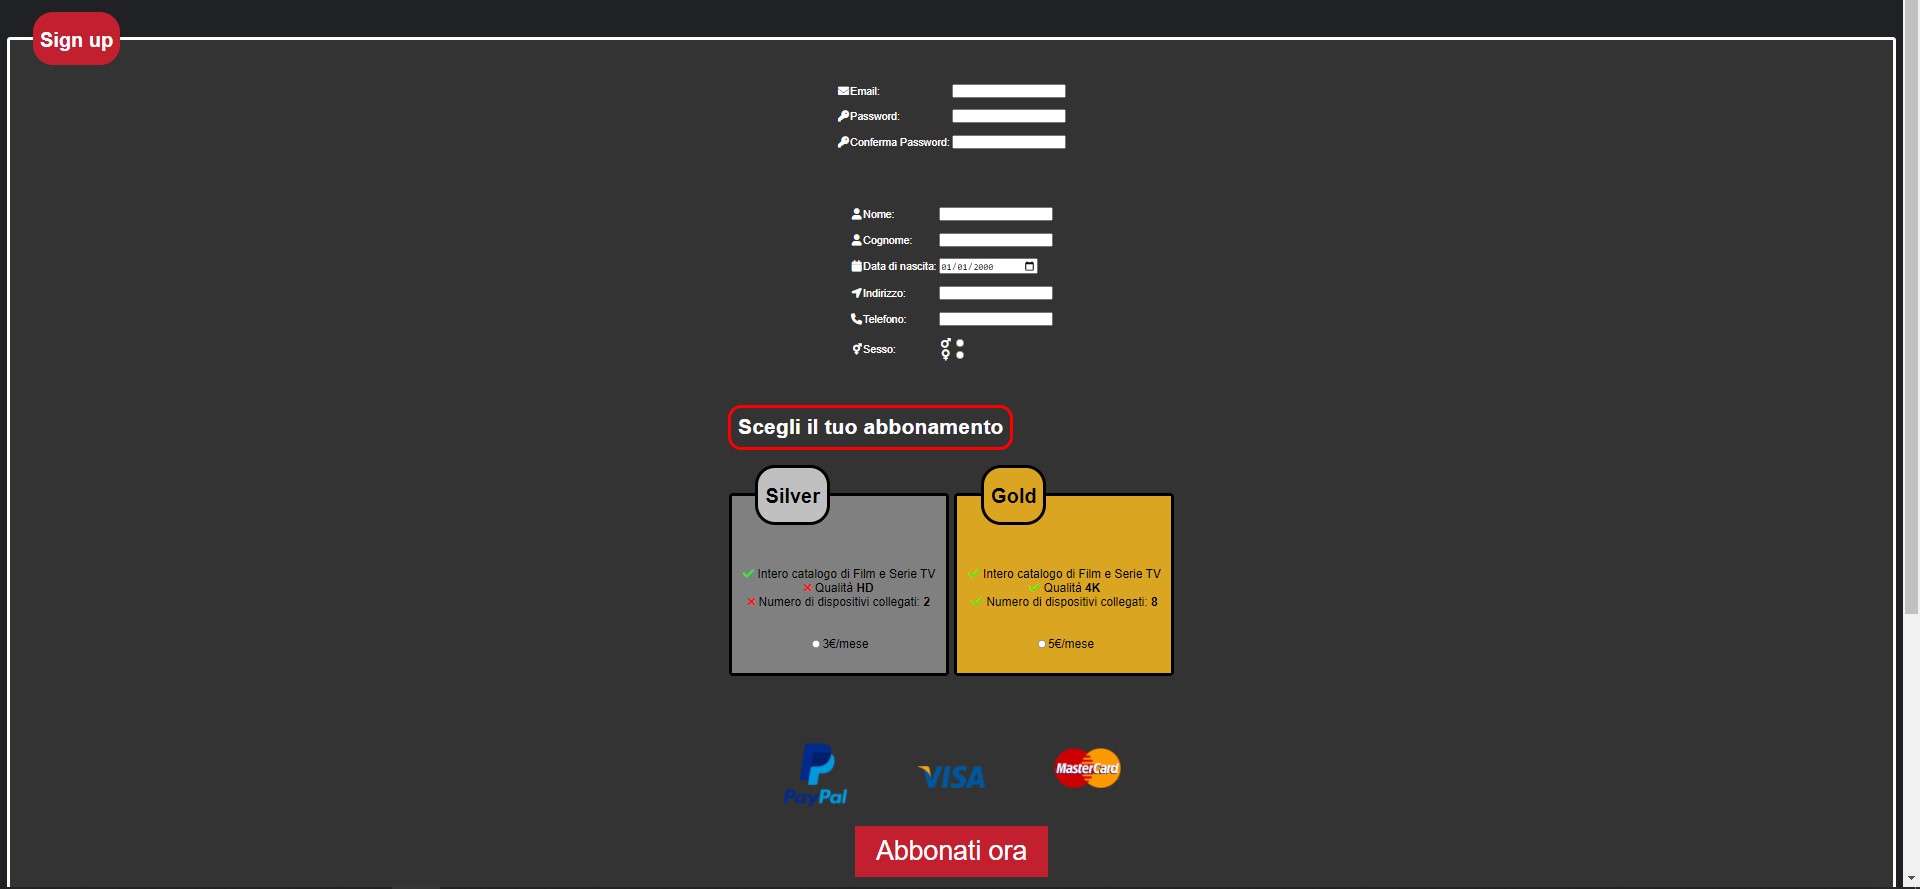 Sign up
Email:
Password:
Conferma Password:
Nome:
Cognome:
Data di nascita: 01/01/2000
Indirizzo:
Telefono:
Sesso:
Scegli il tuo abbonamento
Silver
Intero catalogo di Film e Serie TV
Qualità HD
Numero di dispositivi collegati: 2
3€/mese
Gold
Intero catalogo di Film e Serie TV
Qualità 4K
Numero di dispositivi collegati: 8
5€/mese
PayPal
VISA
MasterCard
Abbonati ora